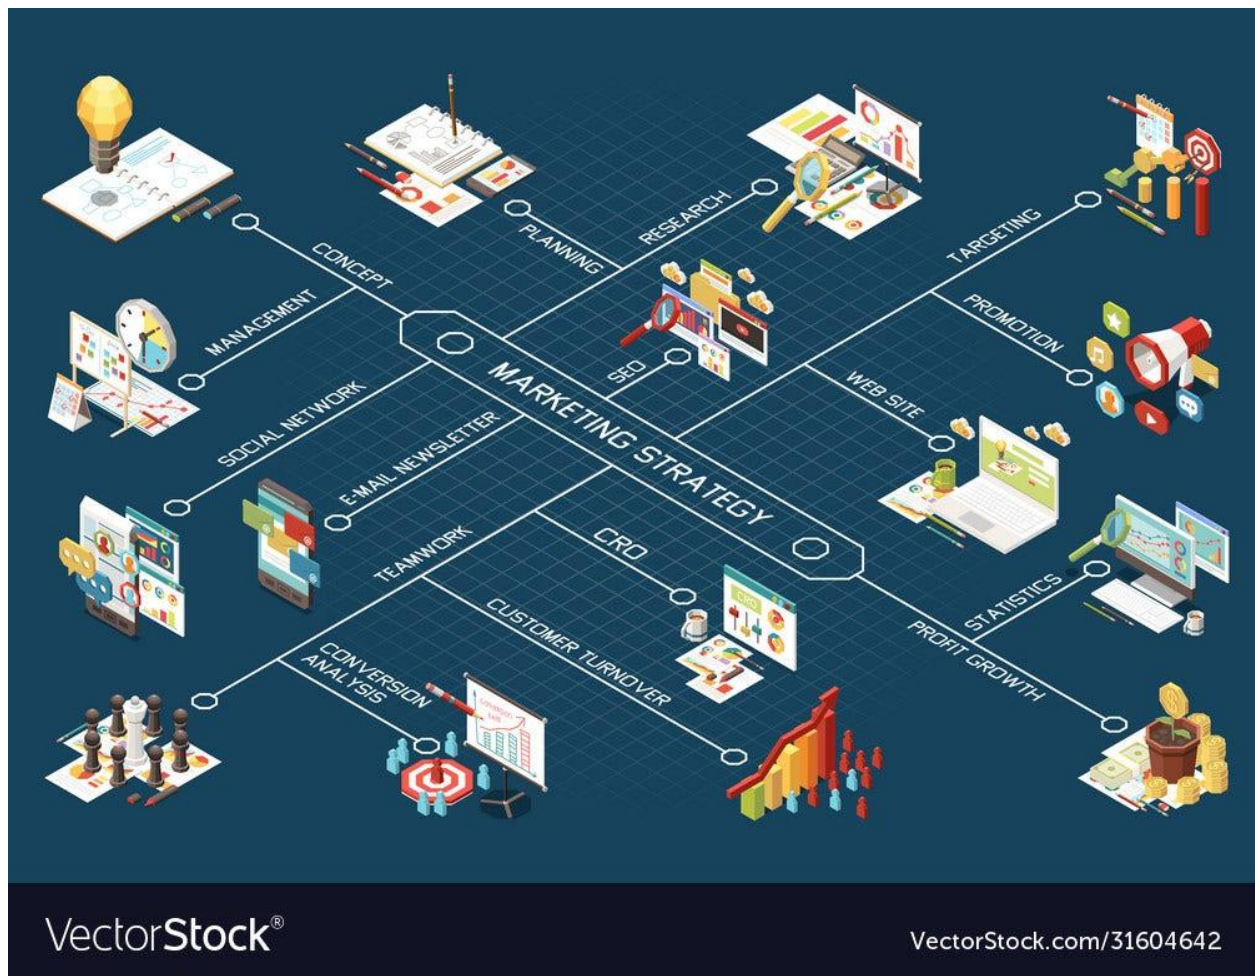 CONCEPT
PLANNING
RESEARCH
TARGETING
MANAGEMENT
PROMOTION
SEO
WEB SITE
SOCIAL NETWORK
E-MAIL NEWSLETTER
MARKETING STRATEGY
TEAMWORK
CRO
CRO
STATISTICS
PROFIT GROWTH
CUSTOMER TURNOVER
CONVERSION
ANALYSIS
VectorStock®
VectorStock.com/31604642